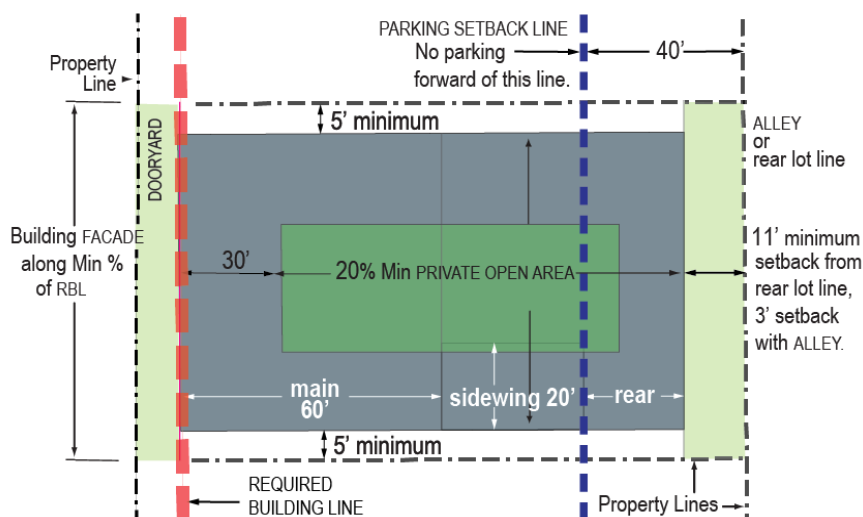 PARKING SETBACK LINE
No parking
forward of this line.
40’
Property
Line
5’ minimum
ALLEY
or
rear lot line
DOORYARD
Building FACADE
along Min %
of RBL
30’
20% Min PRIVATE OPEN AREA
11’ minimum
setback from
rear lot line,
3’ setback
with ALLEY.
main
60’
sidewing 20’
rear
5’ minimum
REQUIRED
BUILDING LINE
Property Lines